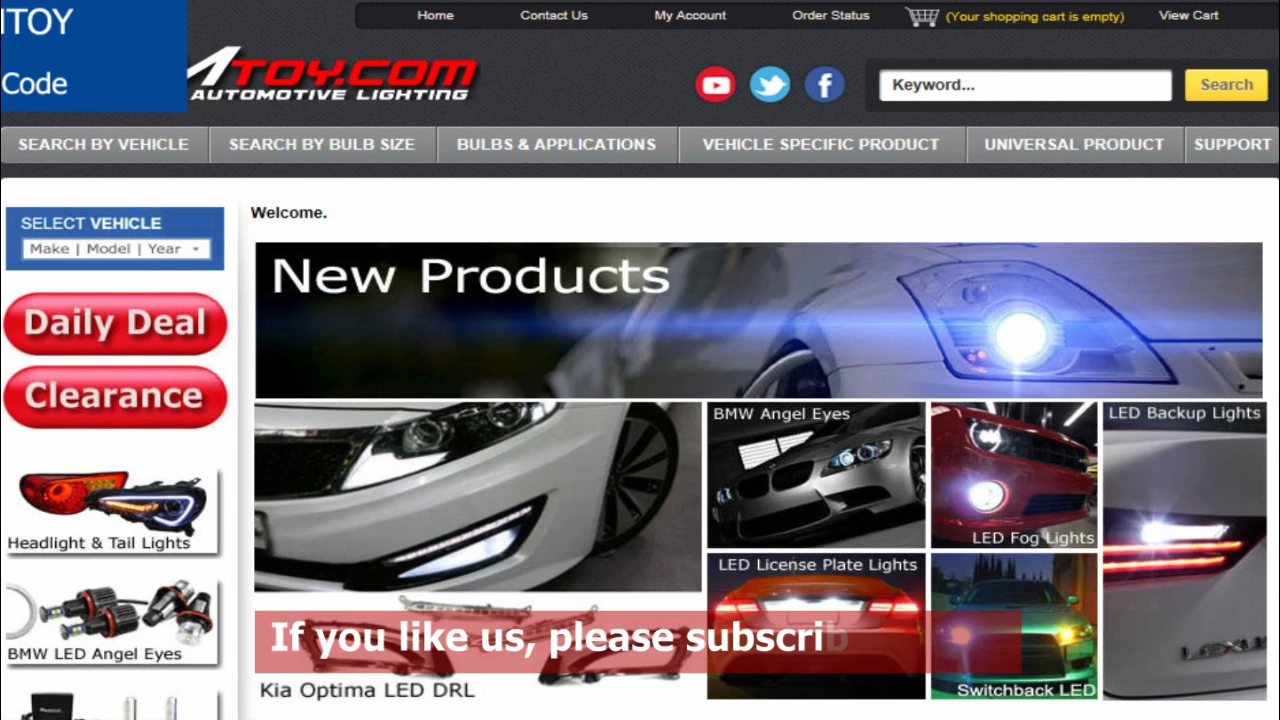 ITOY
Code
Home
Contact Us
My Account
Order Status
(Your shopping cart is empty)
View Cart
ATOY.COM
AUTOMOTIVE LIGHTING
Keyword...
Search
SEARCH BY VEHICLE
SEARCH BY BULB SIZE
BULBS & APPLICATIONS
VEHICLE SPECIFIC PRODUCT
UNIVERSAL PRODUCT
SUPPORT
SELECT VEHICLE
Make | Model | Year
Daily Deal
Clearance
Headlight & Tail Lights
BMW LED Angel Eyes
Welcome.
New Products
BMW Angel Eyes
LED Fog Lights
LED Backup Lights
LED License Plate Lights
If you like us, please subscrib
Kia Optima LED DRL
Switchback LED